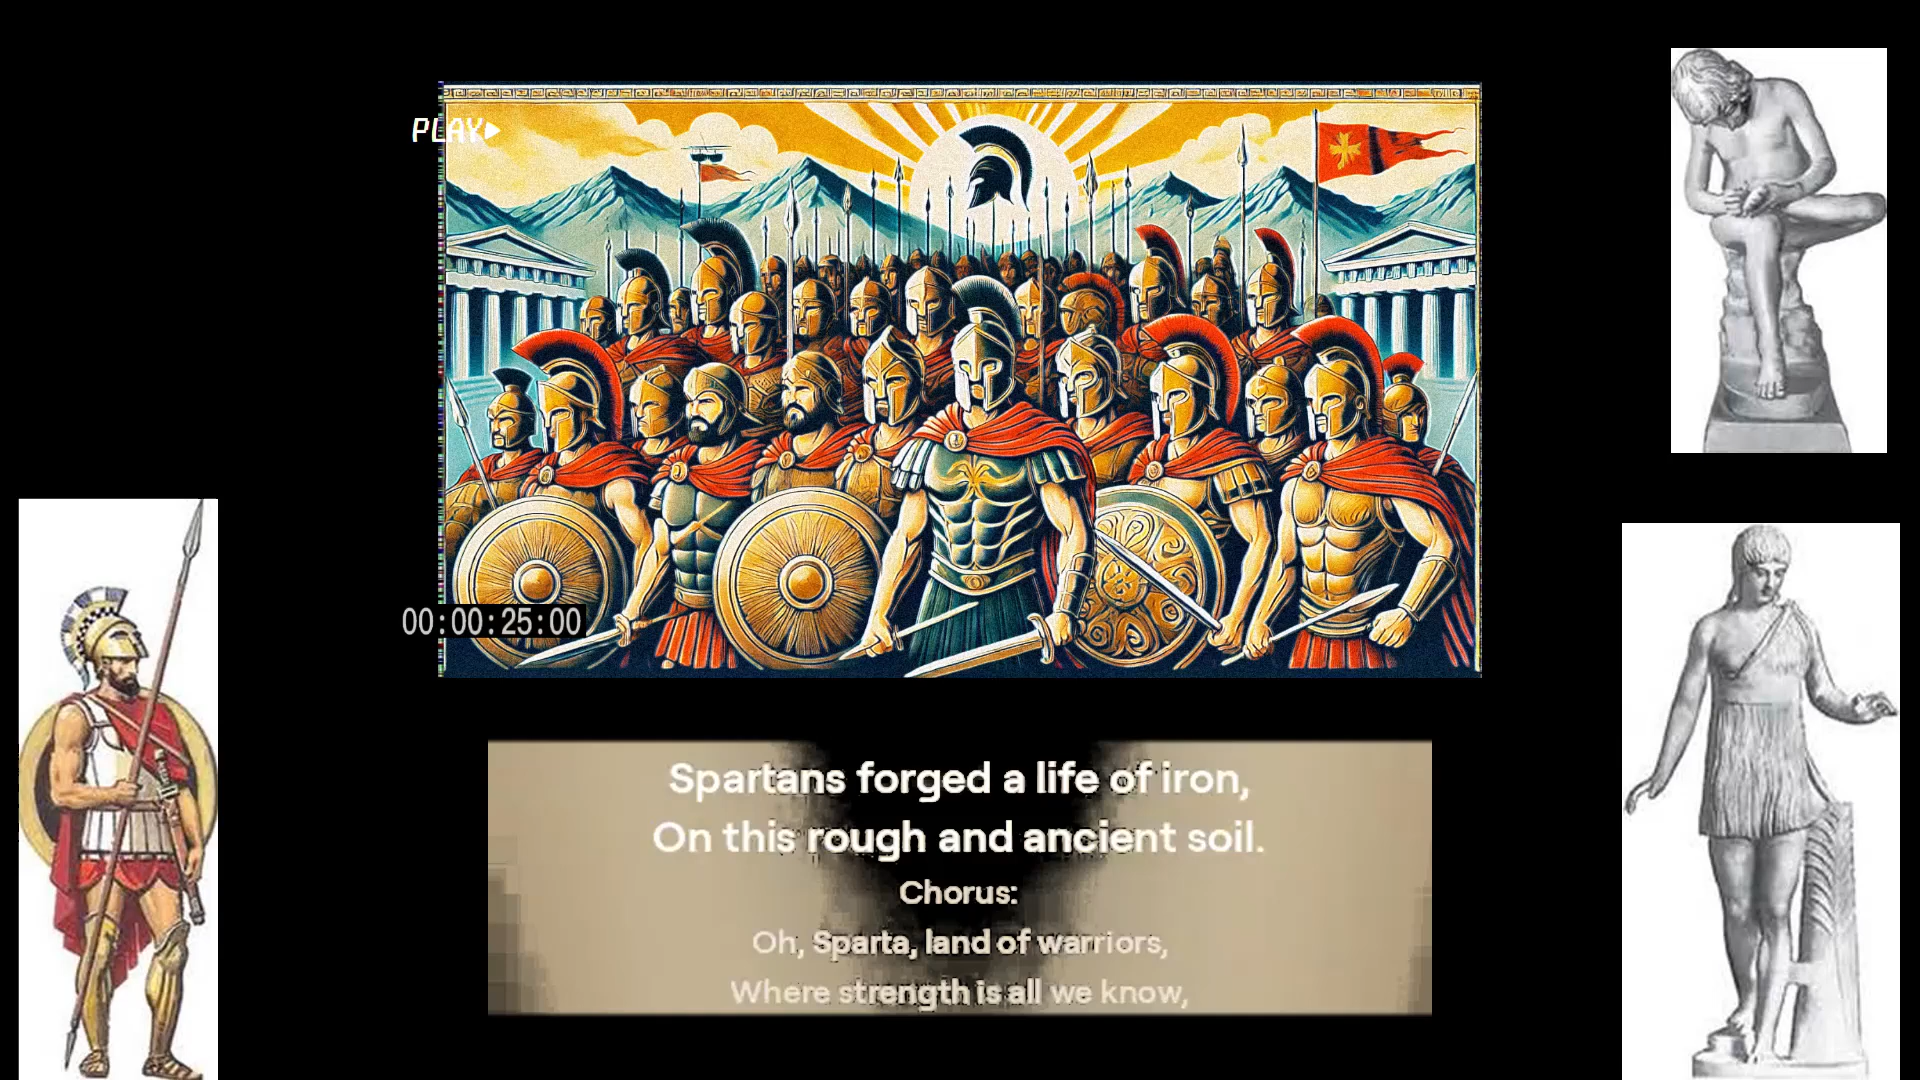 PLAY
00:00:25:00
Spartans forged a life of iron,
On this rough and ancient soil.
Chorus:
Oh, Sparta, land of warriors,
Where strength is all we know,